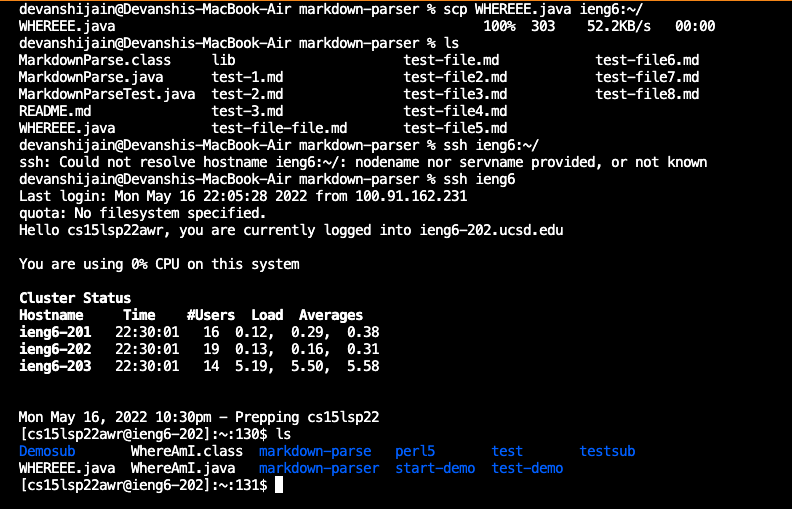 devanshijain@Devanshis-MacBook-Air markdown-parser % scp WHEREEE.java ieng6:~/
WHEREEE.java                                   100%  303    52.2KB/s   00:00
devanshijain@Devanshis-MacBook-Air markdown-parser % ls
MarkdownParse.class     lib                     test-file.md            test-file6.md
MarkdownParse.java      test-1.md               test-file2.md           test-file7.md
MarkdownParseTest.java  test-2.md               test-file3.md           test-file8.md
README.md               test-3.md               test-file4.md
WHEREEE.java            test-file-file.md       test-file5.md
devanshijain@Devanshis-MacBook-Air markdown-parser % ssh ieng6:~/
ssh: Could not resolve hostname ieng6:~/: nodename nor servname provided, or not known
devanshijain@Devanshis-MacBook-Air markdown-parser % ssh ieng6
Last login: Mon May 16 22:05:28 2022 from 100.91.162.231
quota: No filesystem specified.
Hello cs15lsp22awr, you are currently logged into ieng6-202.ucsd.edu
You are using 0% CPU on this system
Cluster Status
Hostname     Time    #Users  Load  Averages
ieng6-201   22:30:01   16  0.12,  0.29,  0.38
ieng6-202   22:30:01   19  0.13,  0.16,  0.31
ieng6-203   22:30:01   14  5.19,  5.50,  5.58
Mon May 16, 2022 10:30pm - Prepping cs15lsp22
[cs15lsp22awr@ieng6-202]:~:130$ ls
Demosub       WhereAmI.class  markdown-parse   perl5       test       testsub
WHEREEE.java  WhereAmI.java   markdown-parser  start-demo  test-demo
[cs15lsp22awr@ieng6-202]:~:131$